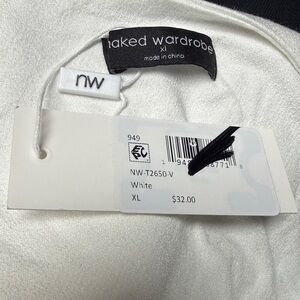 naked wardrobe
xl
made in china
nw
949
NW-T2650-V
White
XL $32.00